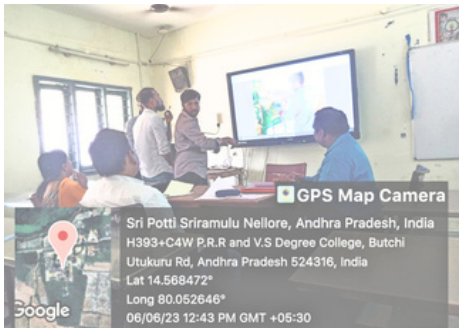 GPS Map Camera
Sri Potti Sriramulu Nellore, Andhra Pradesh, India
H393+C4W P.R.R and V.S Degree College, Butchi
Utukuru Rd, Andhra Pradesh 524316, India
Lat 14.568472°
Long 80.052646°
06/06/23 12:43 PM GMT +05:30
Google